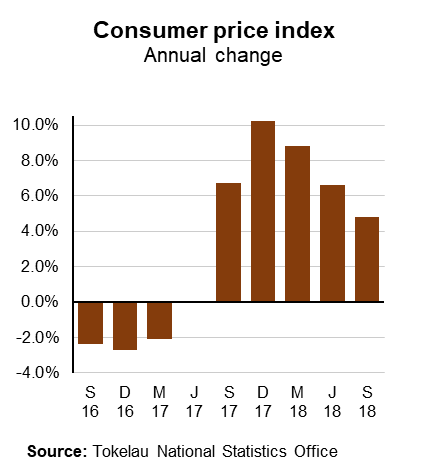 Consumer price index
Annual change
10.0%
8.0%
6.0%
4.0%
2.0%
0.0%
-2.0%
-4.0%
S D M J S D M J S
16 16 17 17 17 17 18 18 18
Source: Tokelau National Statistics Office